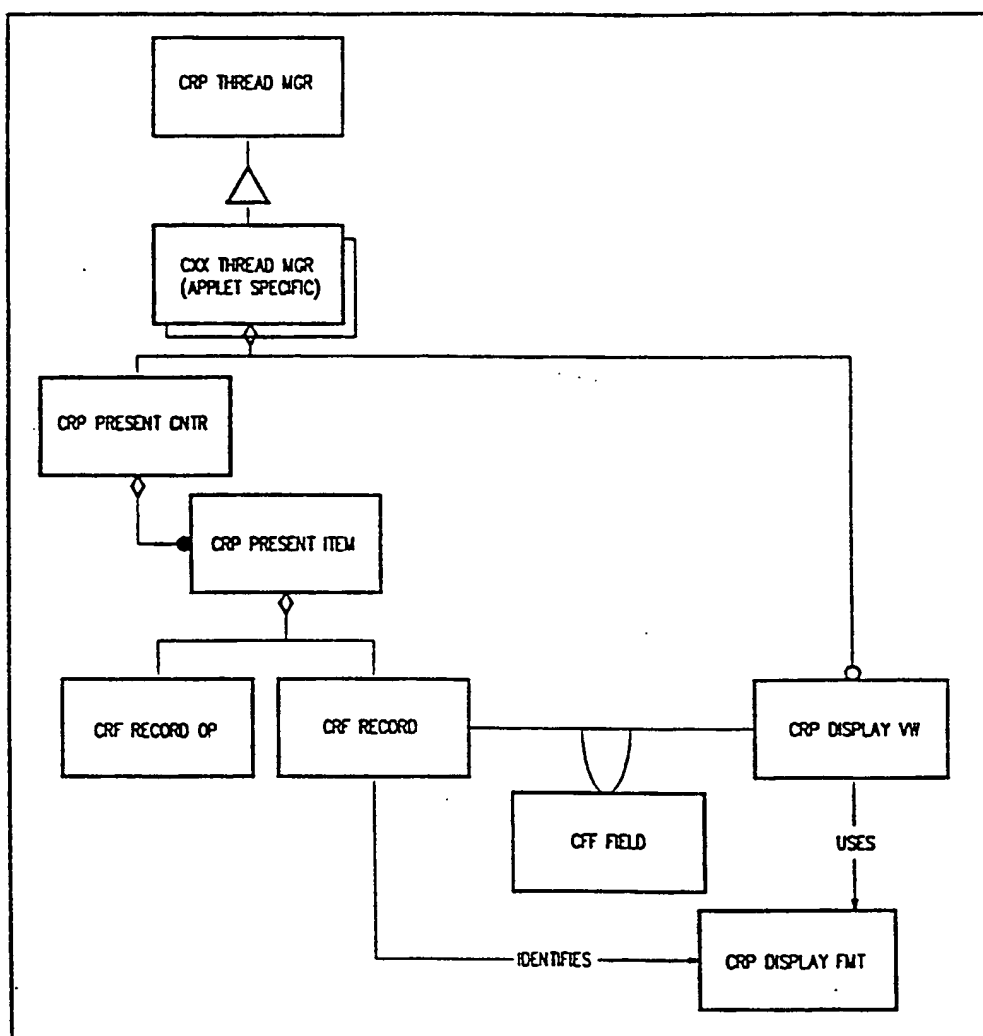 CRP THREAD MGR
CXX THREAD MGR
(APPLET SPECIFIC)
CRP PRESENT CNTR
CRP PRESENT ITEM
CRF RECORD OP
CRF RECORD
CRP DISPLAY VW
CFF FIELD
USES
IDENTIFIES
CRP DISPLAY FMT